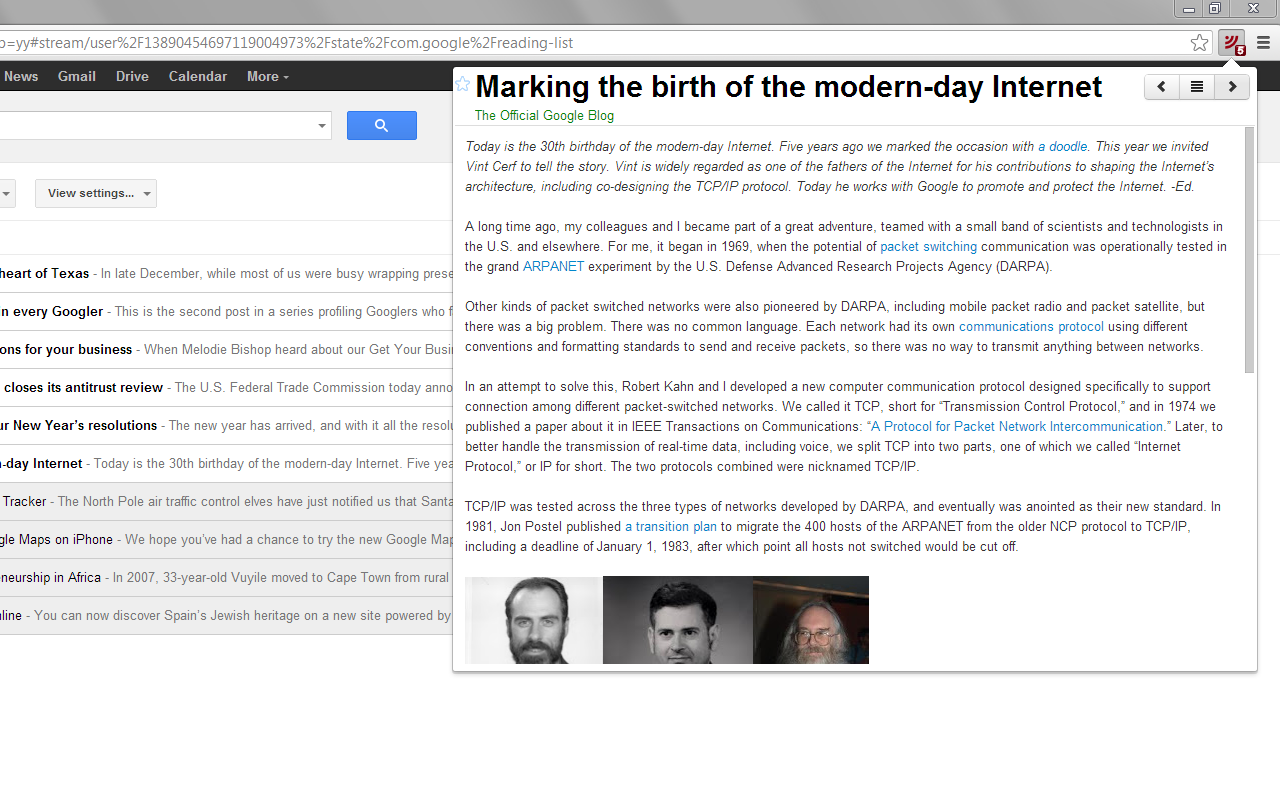 b=yy#stream/user%2F13890454697119004973%2Fstate%2Fcom.google%2Freading-list
5
News Gmail Drive Calendar More
View settings...
heart of Texas - In late December, while most of us were busy wrapping prese
in every Googler - This is the second post in a series profiling Googlers who f
ons for your business - When Melodie Bishop heard about our Get Your Busi
closes its antitrust review - The U.S. Federal Trade Commission today anno
ur New Year’s resolutions - The new year has arrived, and with it all the resolu
n-day Internet - Today is the 30th birthday of the modern-day Internet. Five yea
Tracker - The North Pole air traffic control elves have just notified us that Santa
gle Maps on iPhone - We hope you’ve had a chance to try the new Google Map
eneurship in Africa - In 2007, 33-year-old Vuyile moved to Cape Town from rural
nline - You can now discover Spain’s Jewish heritage on a new site powered by
Marking the birth of the modern-day Internet
The Official Google Blog
Today is the 30th birthday of the modern-day Internet. Five years ago we marked the occasion with a doodle. This year we invited
Vint Cerf to tell the story. Vint is widely regarded as one of the fathers of the Internet for his contributions to shaping the Internet’s
architecture, including co-designing the TCP/IP protocol. Today he works with Google to promote and protect the Internet. -Ed.
A long time ago, my colleagues and I became part of a great adventure, teamed with a small band of scientists and technologists in
the U.S. and elsewhere. For me, it began in 1969, when the potential of packet switching communication was operationally tested in
the grand ARPANET experiment by the U.S. Defense Advanced Research Projects Agency (DARPA).
Other kinds of packet switched networks were also pioneered by DARPA, including mobile packet radio and packet satellite, but
there was a big problem. There was no common language. Each network had its own communications protocol using different
conventions and formatting standards to send and receive packets, so there was no way to transmit anything between networks.
In an attempt to solve this, Robert Kahn and I developed a new computer communication protocol designed specifically to support
connection among different packet-switched networks. We called it TCP, short for “Transmission Control Protocol,” and in 1974 we
published a paper about it in IEEE Transactions on Communications: “A Protocol for Packet Network Intercommunication.” Later, to
better handle the transmission of real-time data, including voice, we split TCP into two parts, one of which we called “Internet
Protocol,” or IP for short. The two protocols combined were nicknamed TCP/IP.
TCP/IP was tested across the three types of networks developed by DARPA, and eventually was anointed as their new standard. In
1981, Jon Postel published a transition plan to migrate the 400 hosts of the ARPANET from the older NCP protocol to TCP/IP,
including a deadline of January 1, 1983, after which point all hosts not switched would be cut off.